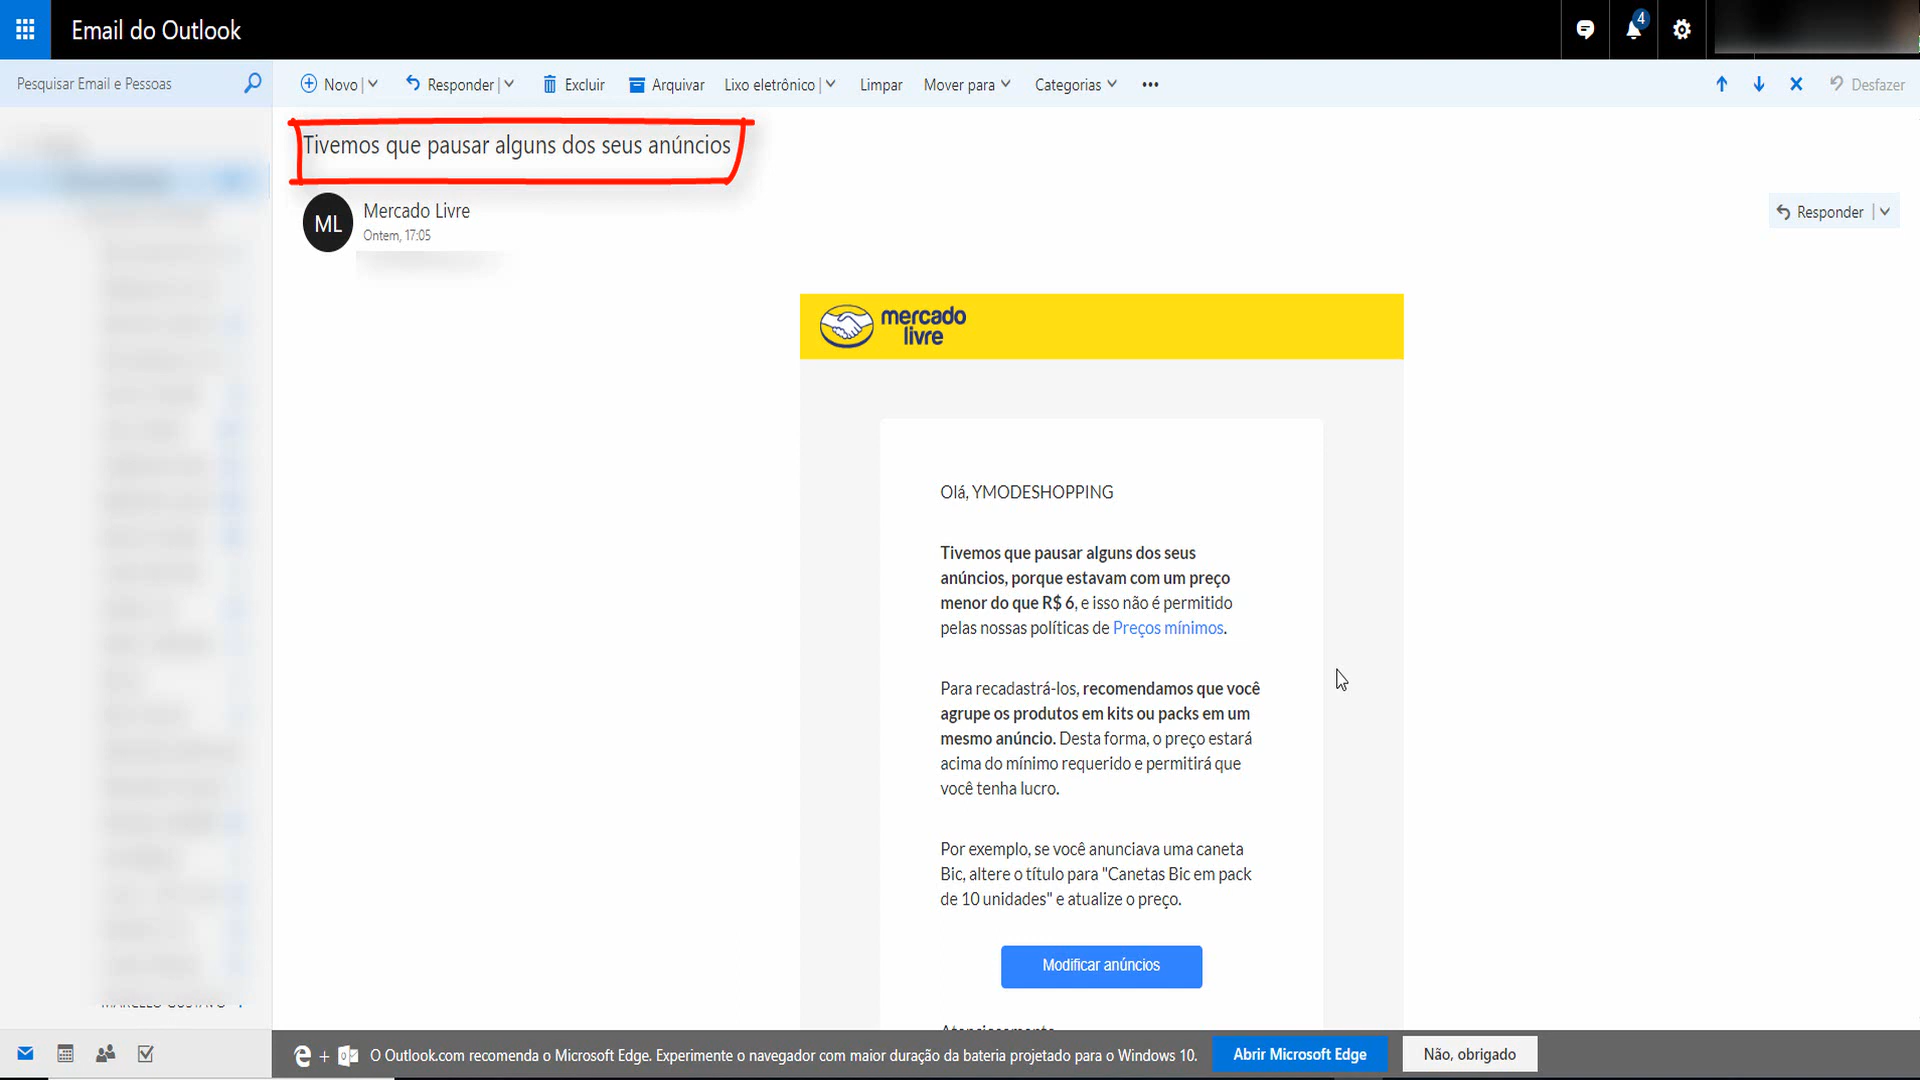 Email do Outlook
4
Pesquisar Email e Pessoas
Novo
Responder
Excluir
Arquivar
Lixo eletrônico
Limpar
Mover para
Categorias
Desfazer
Tivemos que pausar alguns dos seus anúncios
ML
Mercado Livre
Ontem, 17:05
Responder
mercado
livre
Olá, YMODESHOPPING
Tivemos que pausar alguns dos seus
anúncios, porque estavam com um preço
menor do que R$ 6, e isso não é permitido
pelas nossas políticas de Preços mínimos.
Para recadastrá-los, recomendamos que você
agrupe os produtos em kits ou packs em um
mesmo anúncio. Desta forma, o preço estará
acima do mínimo requerido e permitirá que
você tenha lucro.
Por exemplo, se você anunciava uma caneta
Bic, altere o título para "Canetas Bic em pack
de 10 unidades" e atualize o preço.
Modificar anúncios
O Outlook.com recomenda o Microsoft Edge. Experimente o navegador com maior duração da bateria projetado para o Windows 10.
Abrir Microsoft Edge
Não, obrigado